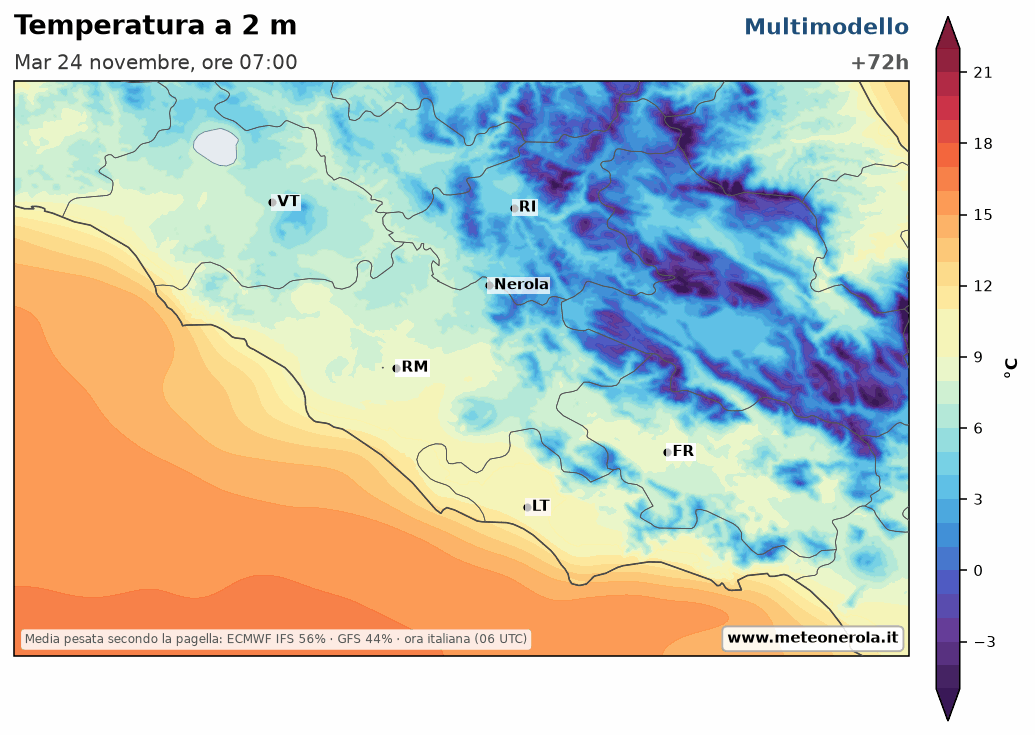 Temperatura a 2 m
Multimodello
Mar 24 novembre, ore 07:00
+72h
VT
RI
Nerola
RM
FR
LT
21
18
15
12
9
6
3
0
−3
°C
Media pesata secondo la pagella: ECMWF IFS 56% · GFS 44% · ora italiana (06 UTC)
www.meteonerola.it